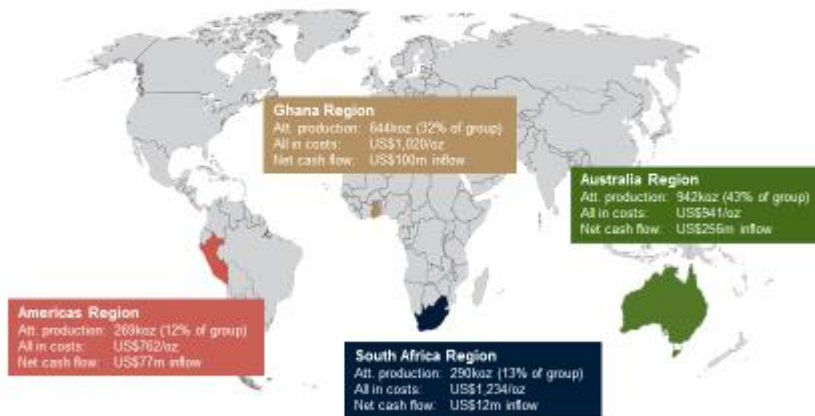 Ghana Region
Att. production: 644koz (32% of group)
All in costs: US$1,020/oz
Net cash flow: US$100m inflow
Australia Region
Att. production: 942koz (43% of group)
All in costs: US$941/oz
Net cash flow: US$256m inflow
Americas Region
Att. production: 269koz (12% of group)
All in costs: US$762/oz
Net cash flow: US$77m inflow
South Africa Region
Att. production: 290koz (13% of group)
All in costs: US$1,234/oz
Net cash flow: US$12m inflow